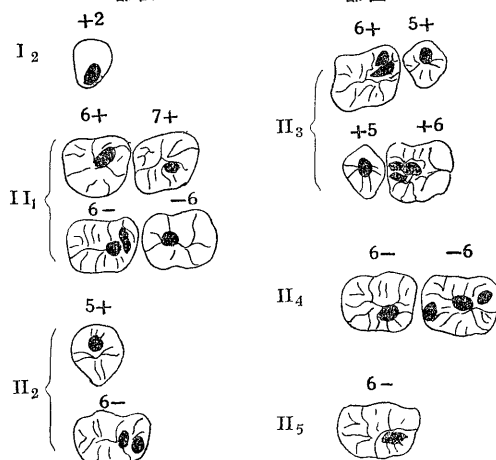 I₂
+2
II₁
6+ 7+
6− −6
II₂
5+
6−
II₃
6+ 5+
+5 +6
II₄
6− −6
II₅
6−